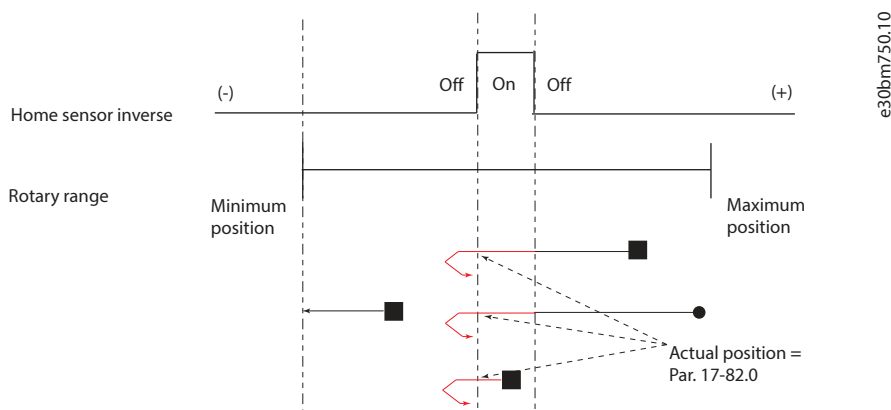 e30bm750.10
Off
On
Off
(-)
(+)
Home sensor inverse
Rotary range
Minimum
position
Maximum
position
Actual position =
Par. 17-82.0